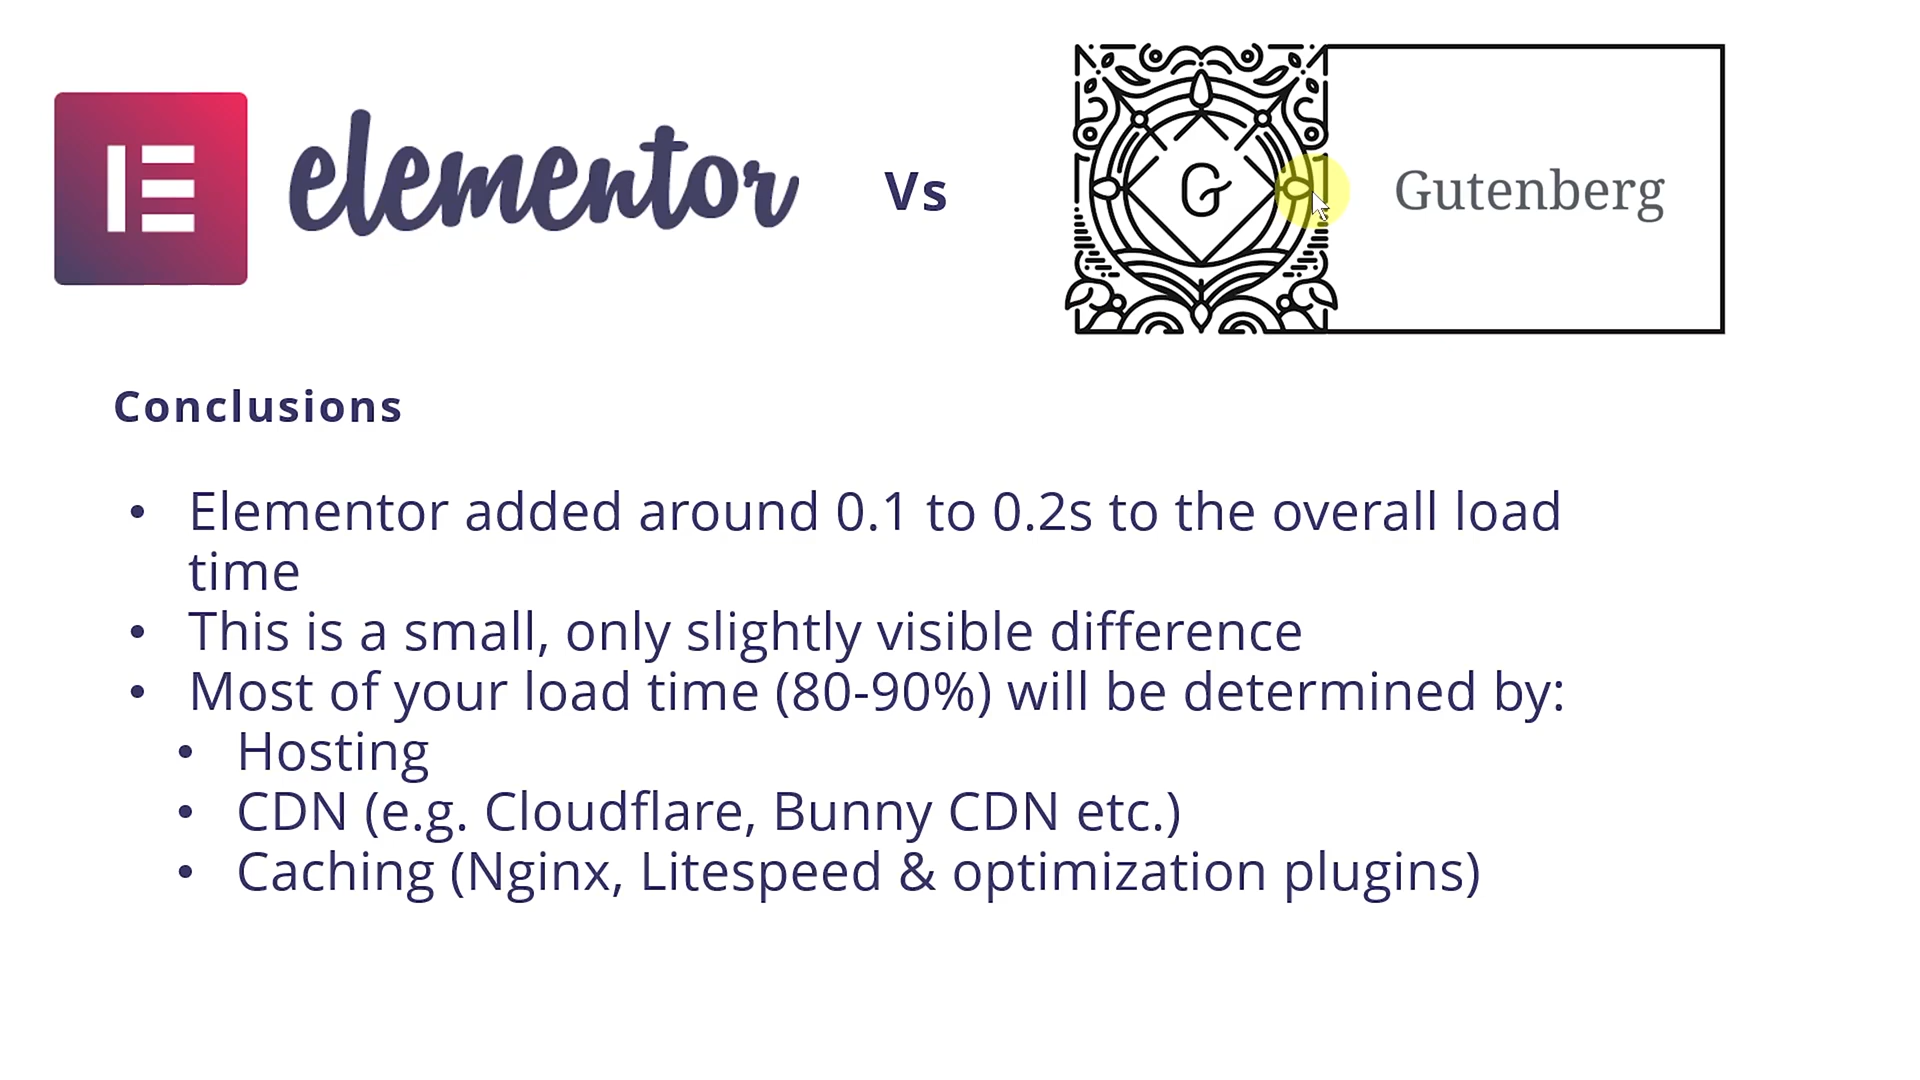 elementor Vs G Gutenberg
Conclusions
• Elementor added around 0.1 to 0.2s to the overall load
time
• This is a small, only slightly visible difference
• Most of your load time (80-90%) will be determined by:
• Hosting
• CDN (e.g. Cloudflare, Bunny CDN etc.)
• Caching (Nginx, Litespeed & optimization plugins)